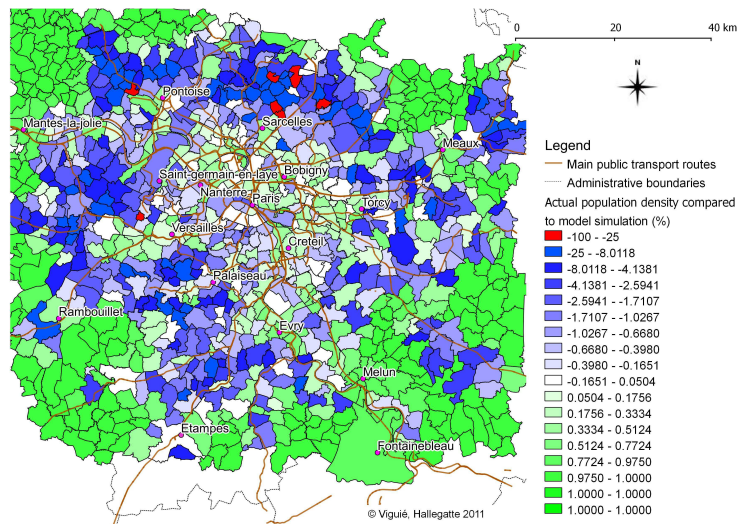 0 20 40 km
N
Pontoise
Mantes-la-jolie
Sarcelles
Meaux
Saint-germain-en-laye
Bobigny
Nanterre
Paris
Torcy
Versailles
Creteil
Palaiseau
Rambouillet
Evry
Melun
Etampes
Fontainebleau
© Viguié, Hallegatte 2011
Legend
Main public transport routes
Administrative boundaries
Actual population density compared
to model simulation (%)
-100 - -25
-25 - -8.0118
-8.0118 - -4.1381
-4.1381 - -2.5941
-2.5941 - -1.7107
-1.7107 - -1.0267
-1.0267 - -0.6680
-0.6680 - -0.3980
-0.3980 - -0.1651
-0.1651 - 0.0504
0.0504 - 0.1756
0.1756 - 0.3334
0.3334 - 0.5124
0.5124 - 0.7724
0.7724 - 0.9750
0.9750 - 1.0000
1.0000 - 1.0000
1.0000 - 1.0000